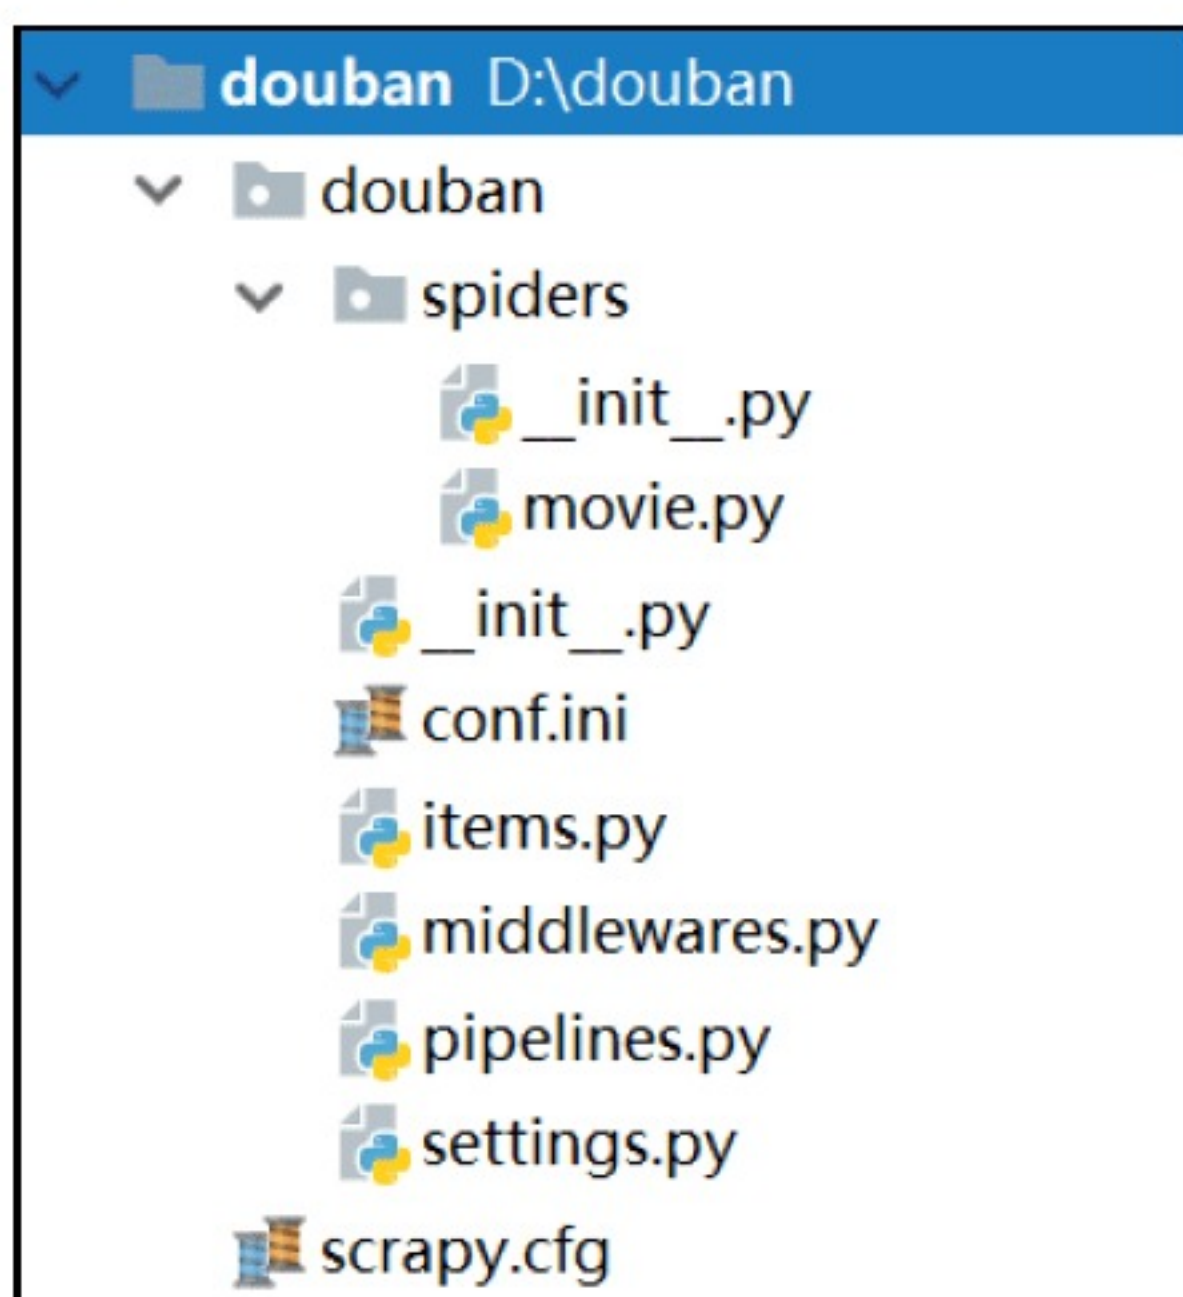 douban D:\douban
douban
spiders
__init__.py
movie.py
__init__.py
conf.ini
items.py
middlewares.py
pipelines.py
settings.py
scrapy.cfg